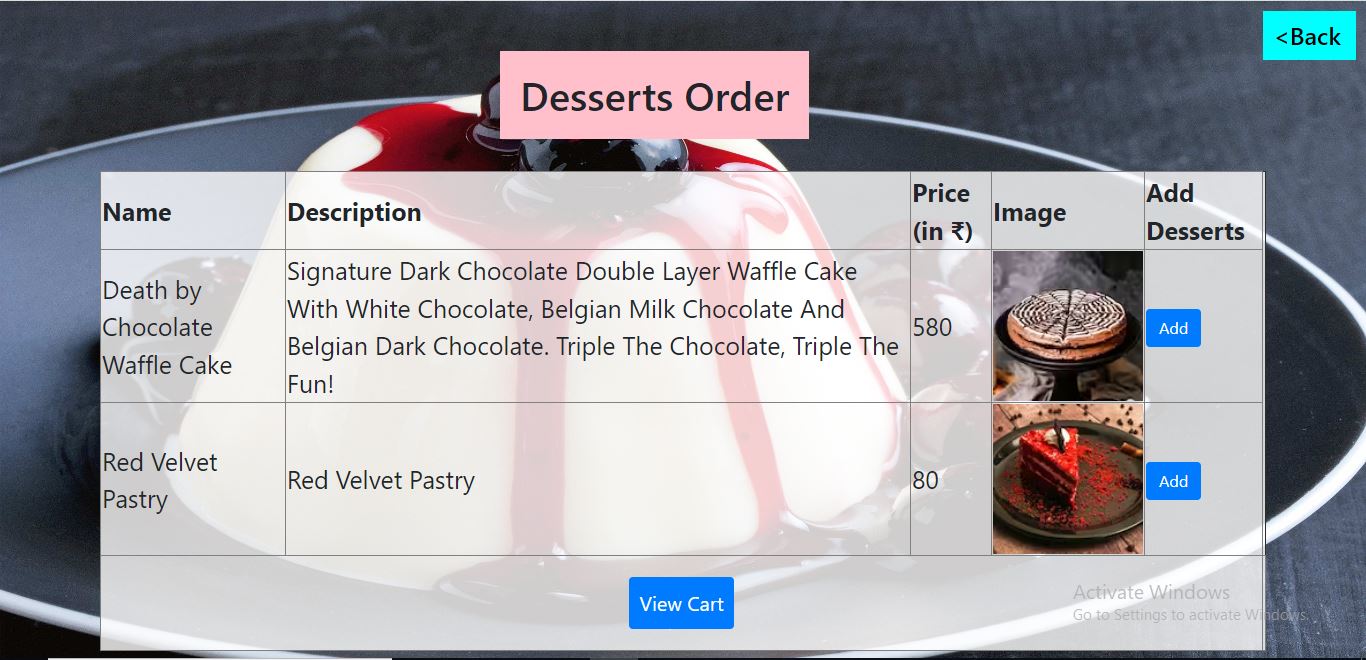 <Back
Desserts Order
Name
Description
Price
(in ₹)
Image
Add
Desserts
Death by
Chocolate
Waffle Cake
Signature Dark Chocolate Double Layer Waffle Cake
With White Chocolate, Belgian Milk Chocolate And
Belgian Dark Chocolate. Triple The Chocolate, Triple The
Fun!
580
Add
Red Velvet
Pastry
Red Velvet Pastry
80
Add
View Cart
Activate Windows
Go to Settings to activate Windows.